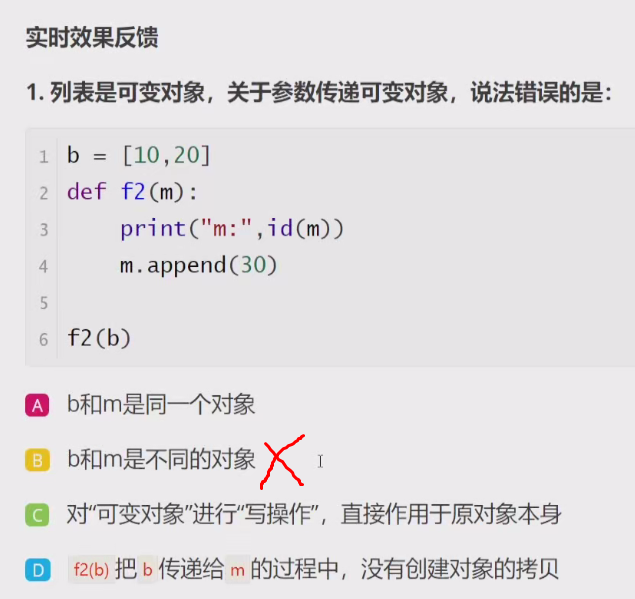 实时效果反馈
1. 列表是可变对象，关于参数传递可变对象，说法错误的是：
1 b = [10,20]
2 def f2(m):
3     print("m:",id(m))
4     m.append(30)
5
6 f2(b)
A b和m是同一个对象
B b和m是不同的对象
C 对“可变对象”进行“写操作”，直接作用于原对象本身
D f2(b)把 b 传递给 m 的过程中，没有创建对象的拷贝